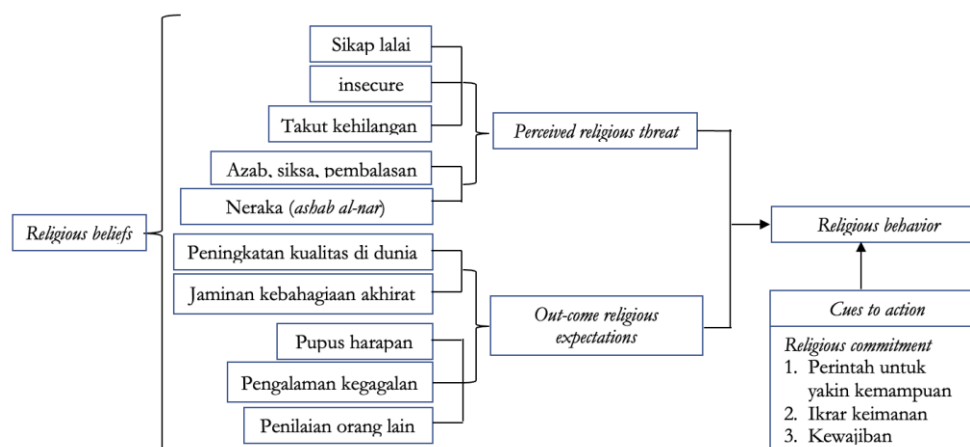 Religious beliefs
Sikap lalai
insecure
Takut kehilangan
Azab, siksa, pembalasan
Neraka (ashab al-nar)
Peningkatan kualitas di dunia
Jaminan kebahagiaan akhirat
Pupus harapan
Pengalaman kegagalan
Penilaian orang lain
Perceived religious threat
Out-come religious
expectations
Religious behavior
Cues to action
Religious commitment
1. Perintah untuk
yakin kemampuan
2. Ikrar keimanan
3. Kewajiban